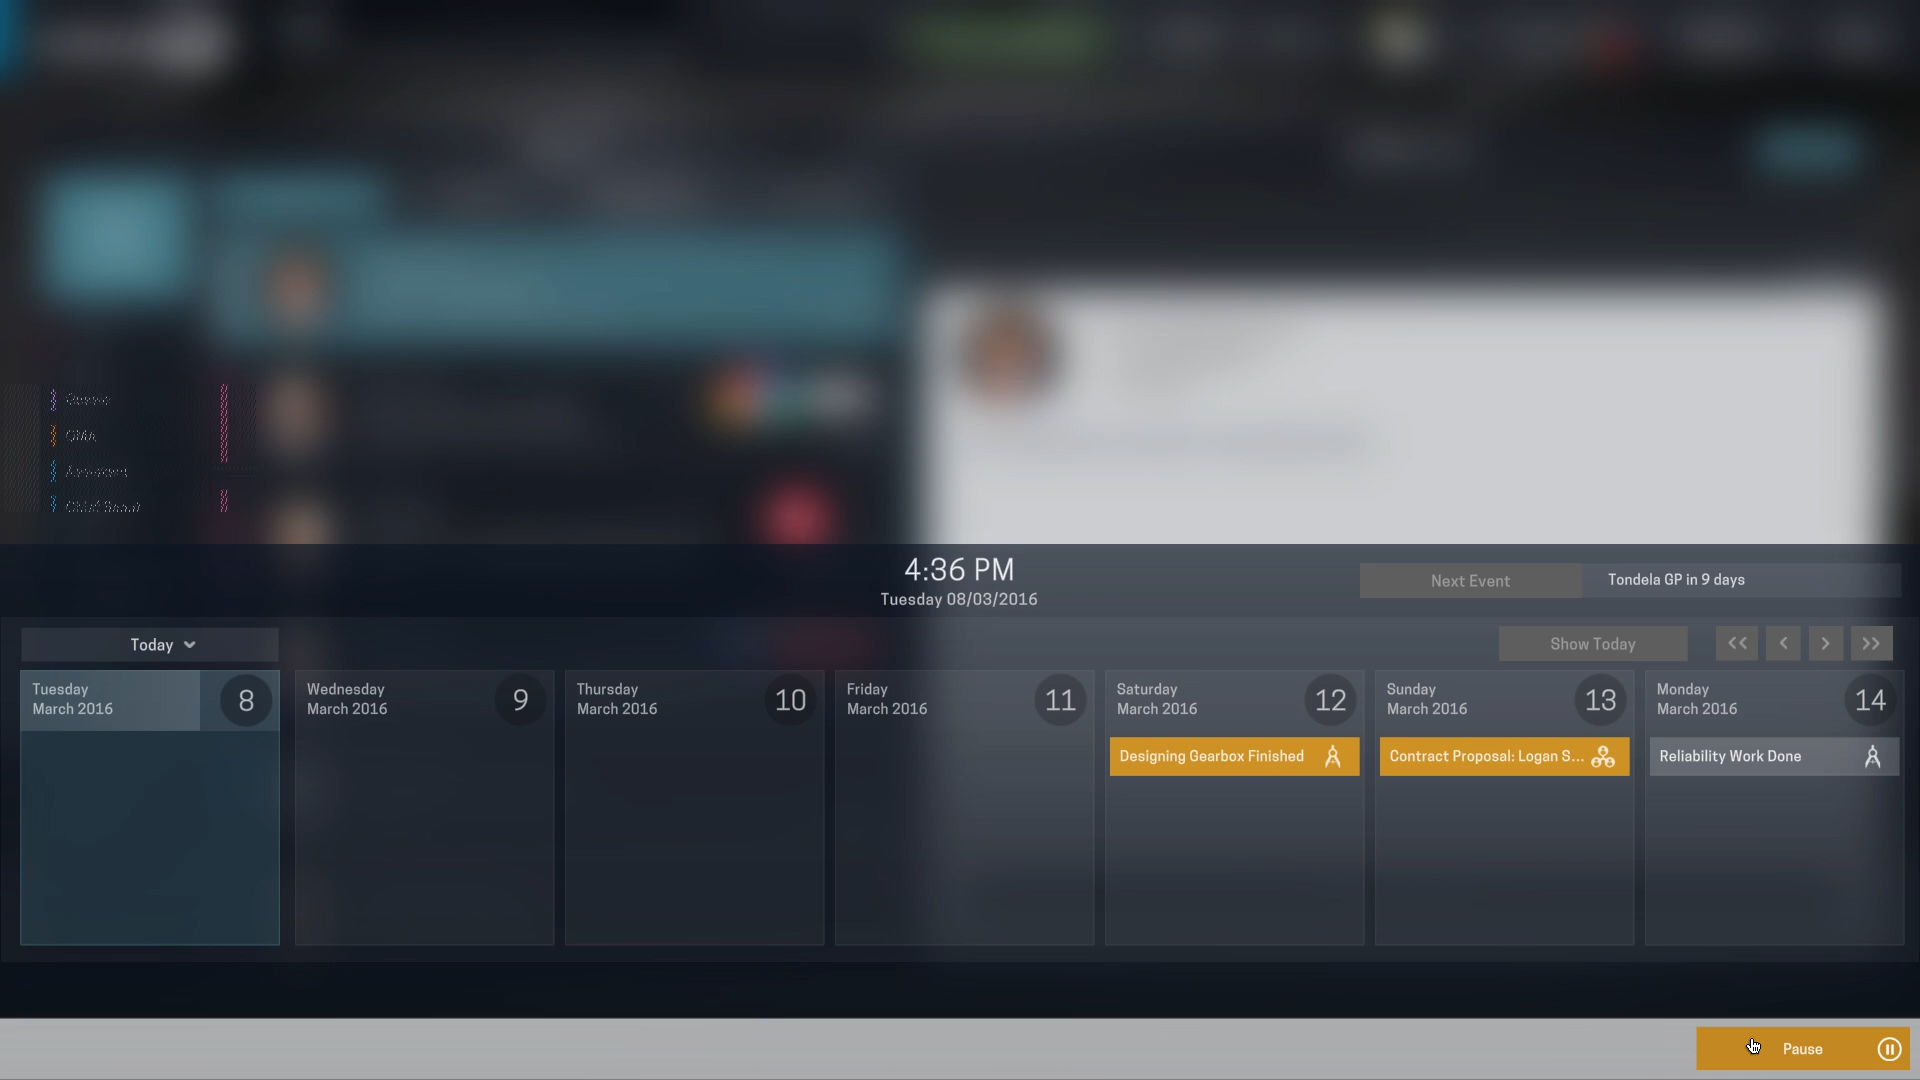 4:36 PM
Tuesday 08/03/2016
Next Event
Tondela GP in 9 days
Today
Show Today
<<
<
>
>>
Tuesday
March 2016
8
Wednesday
March 2016
9
Thursday
March 2016
10
Friday
March 2016
11
Saturday
March 2016
12
Sunday
March 2016
13
Monday
March 2016
14
Designing Gearbox Finished
Contract Proposal: Logan S...
Reliability Work Done
Pause